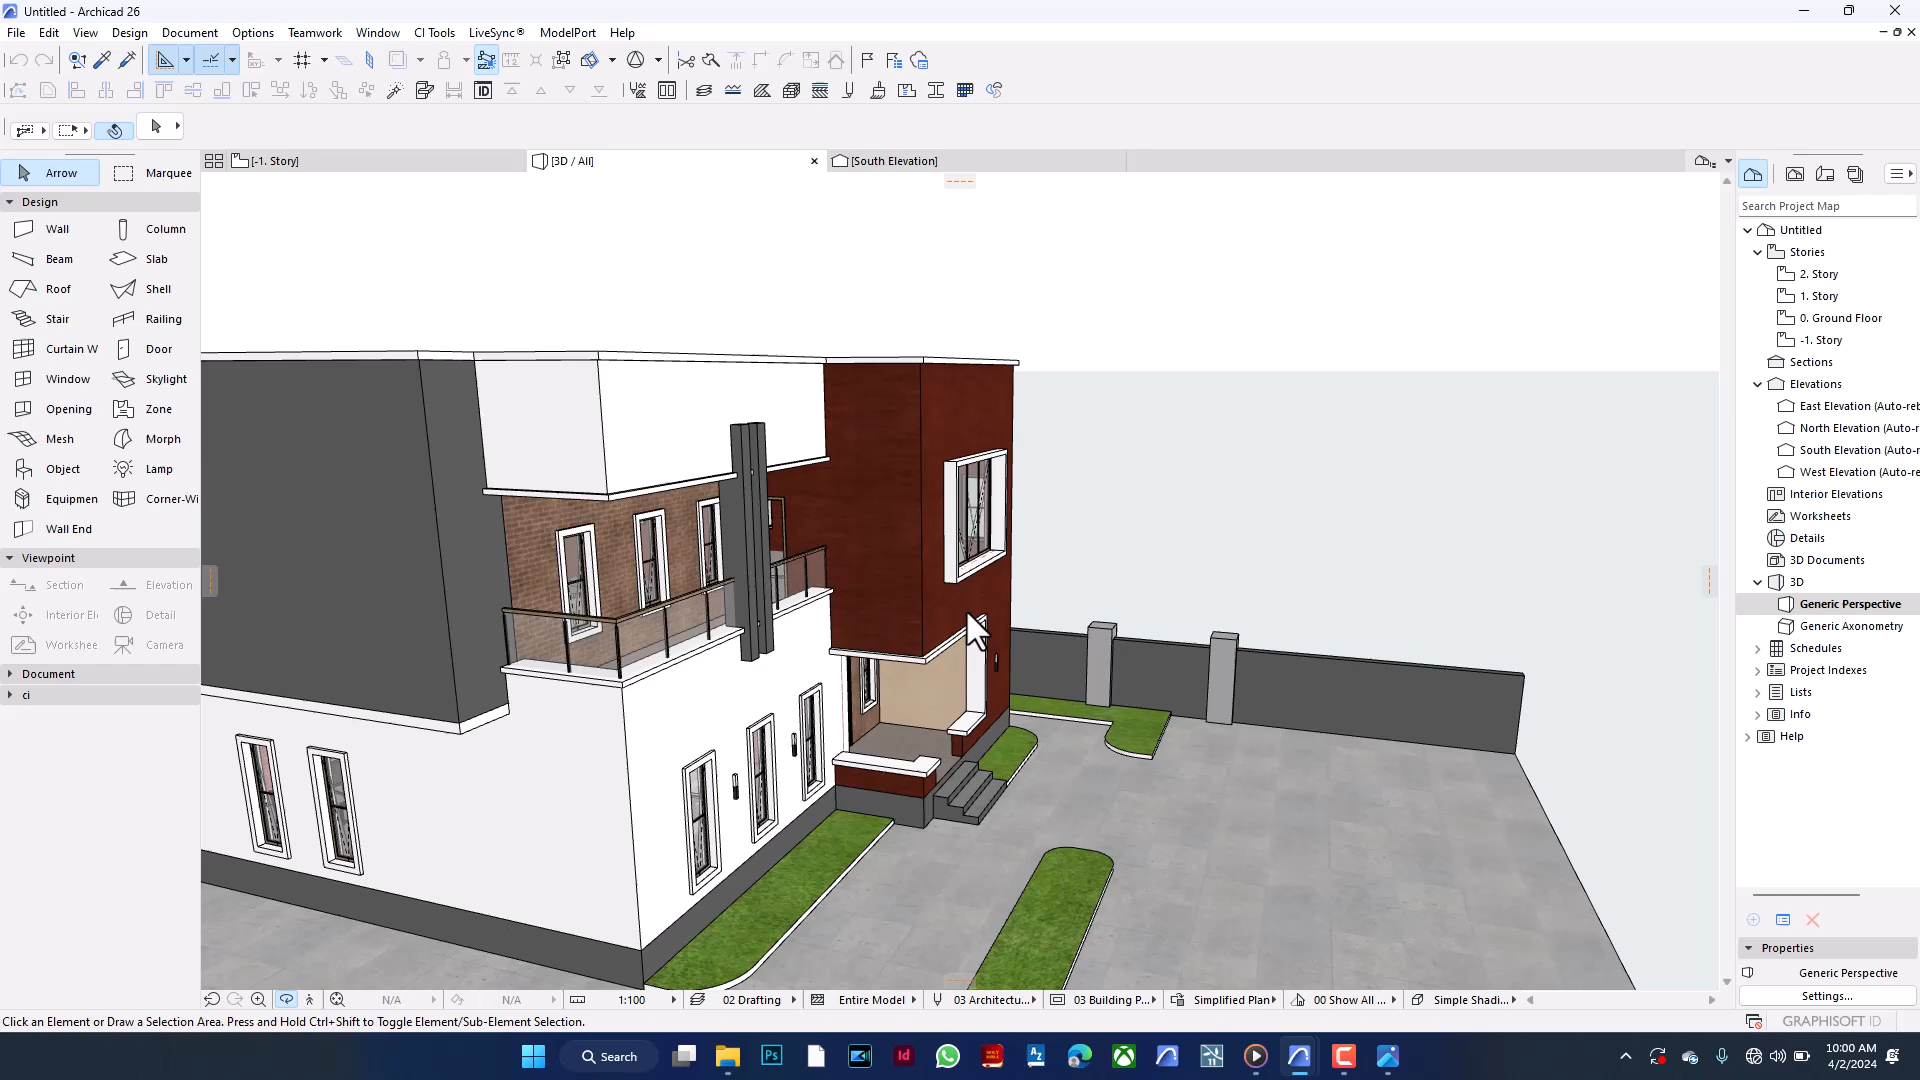 Untitled - Archicad 26
File Edit View Design Document Options Teamwork Window CI Tools LiveSync® ModelPort Help
[-1. Story] [3D / All] [South Elevation]
Arrow Marquee
Design
Wall Column
Beam Slab
Roof Shell
Stair Railing
Curtain W Door
Window Skylight
Opening Zone
Mesh Morph
Object Lamp
Equipmen Corner-Wi
Wall End
Viewpoint
Section Elevation
Interior Ele Detail
Workshee Camera
Document
ci
Search Project Map
Untitled
Stories
2. Story
1. Story
0. Ground Floor
-1. Story
Sections
Elevations
East Elevation (Auto-reb
North Elevation (Auto-r
South Elevation (Auto-re
West Elevation (Auto-re
Interior Elevations
Worksheets
Details
3D Documents
3D
Generic Perspective
Generic Axonometry
Schedules
Project Indexes
Lists
Info
Help
Properties
Generic Perspective
Settings...
N/A N/A 1:100 02 Drafting Entire Model 03 Architectu... 03 Building P... Simplified Plan 00 Show All ... Simple Shadi...
Click an Element or Draw a Selection Area. Press and Hold Ctrl+Shift to Toggle Element/Sub-Element Selection.
GRAPHISOFT ID
Search
10:00 AM
4/2/2024